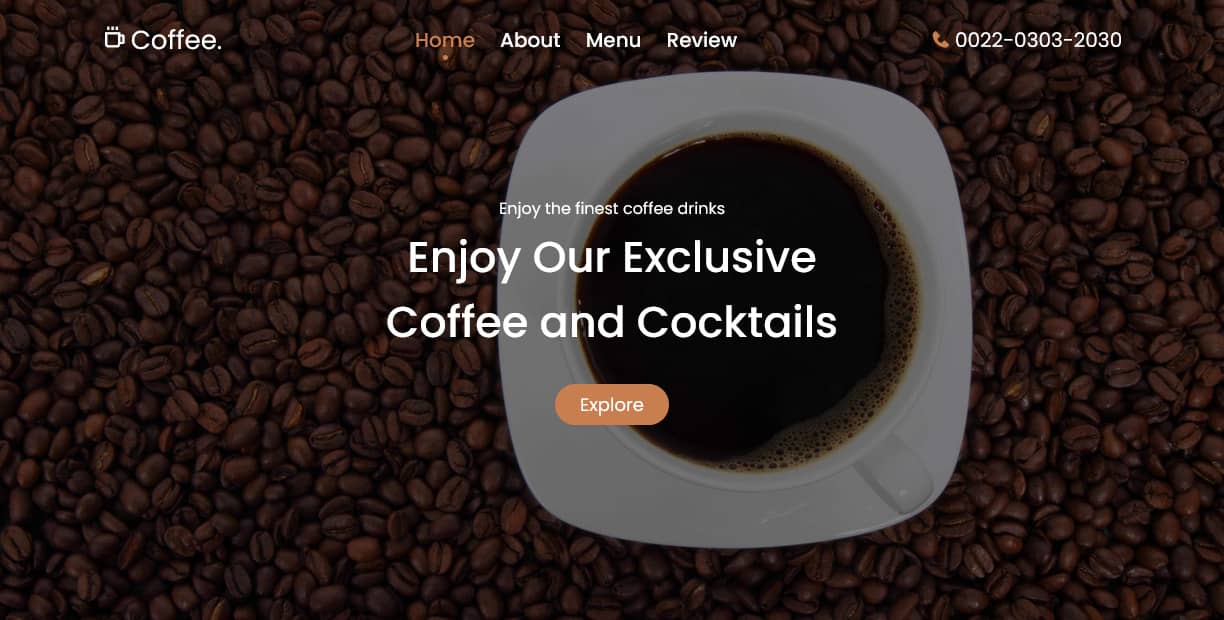 Coffee.
Home About Menu Review
0022-0303-2030
Enjoy the finest coffee drinks
Enjoy Our Exclusive
Coffee and Cocktails
Explore